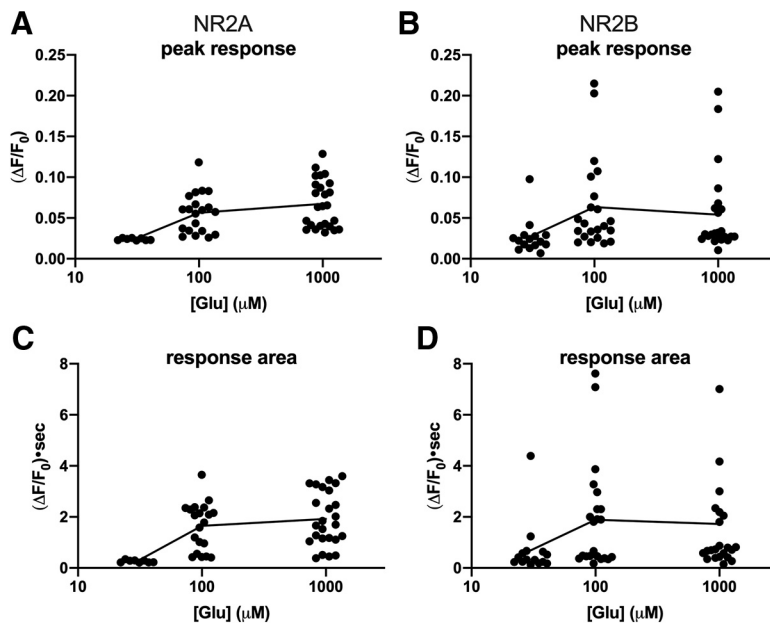 A
NR2A
peak response
0.25
0.20
0.15
0.10
0.05
0.00
(ΔF/F0)
10
100
1000
[Glu] (μM)
B
NR2B
peak response
0.25
0.20
0.15
0.10
0.05
0.00
(ΔF/F0)
10
100
1000
[Glu] (μM)
C
response area
8
6
4
2
0
(ΔF/F0)•sec
10
100
1000
[Glu] (μM)
D
response area
8
6
4
2
0
(ΔF/F0)•sec
10
100
1000
[Glu] (μM)